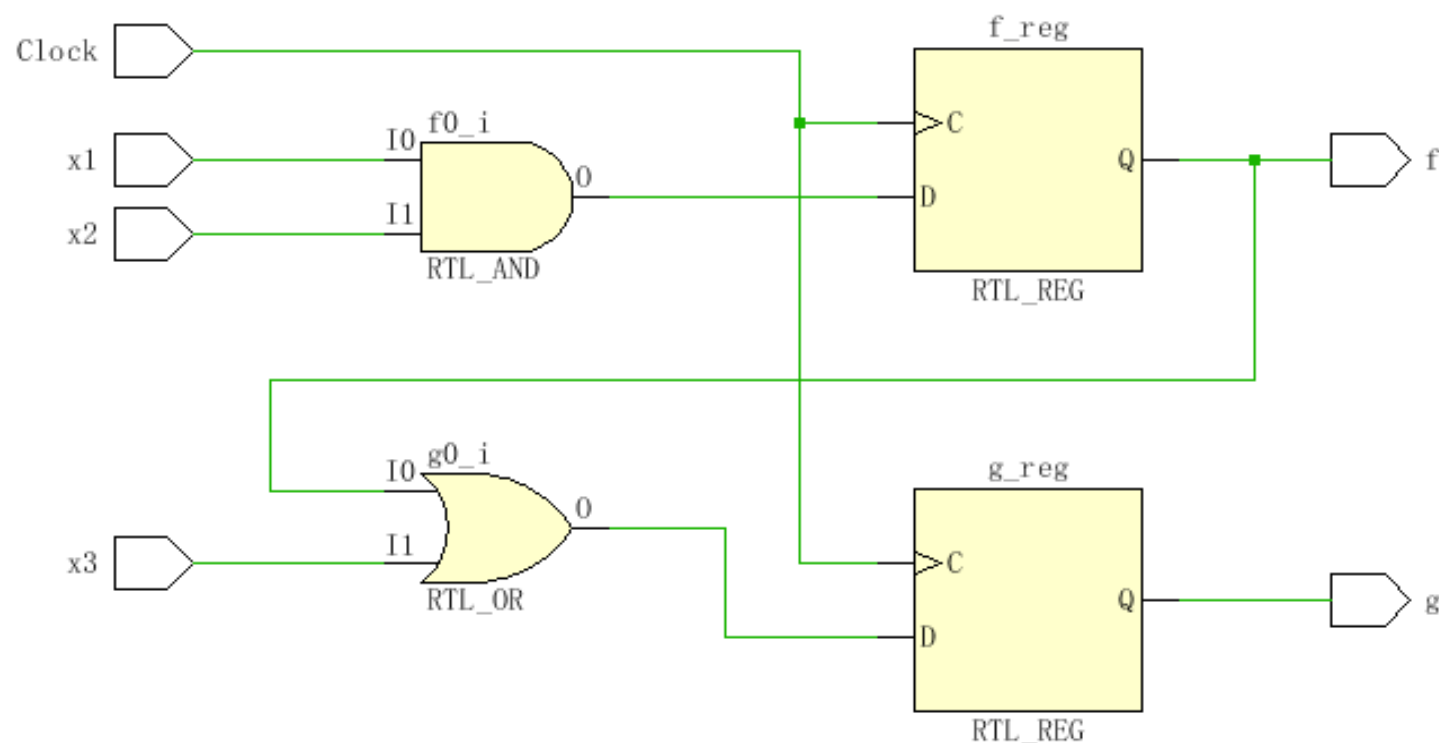 f_reg
Clock
C
f0_i
I0
x1
O
Q
f
D
I1
x2
RTL_AND
RTL_REG
g0_i
I0
g_reg
O
I1
x3
C
RTL_OR
Q
g
D
RTL_REG